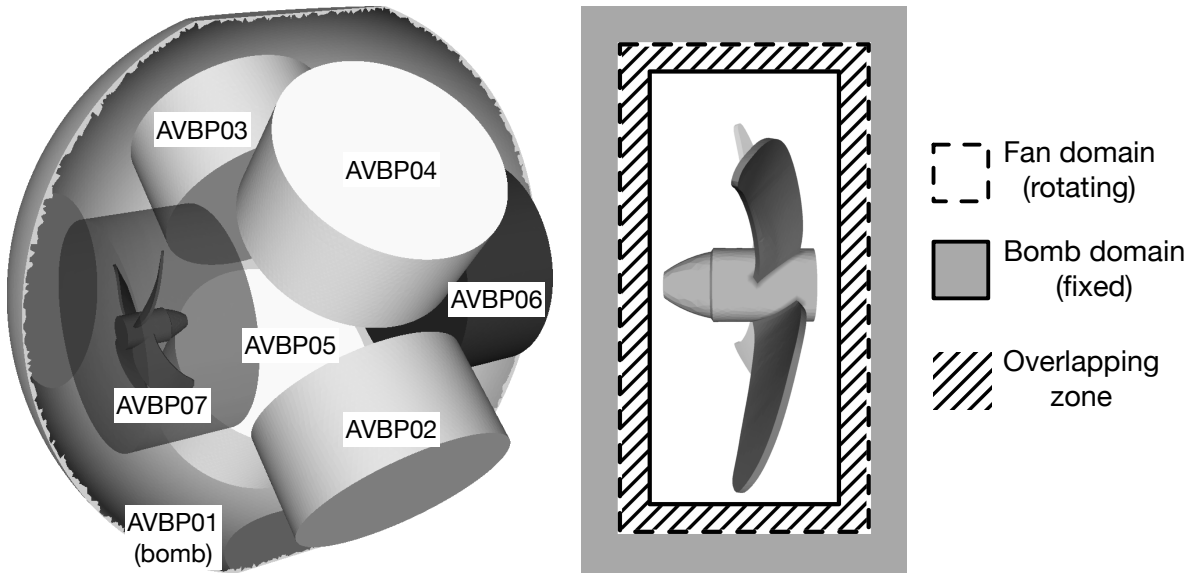 AVBP03
AVBP04
AVBP06
AVBP05
AVBP07
AVBP02
AVBP01
(bomb)
Fan domain
(rotating)
Bomb domain
(fixed)
Overlapping
zone